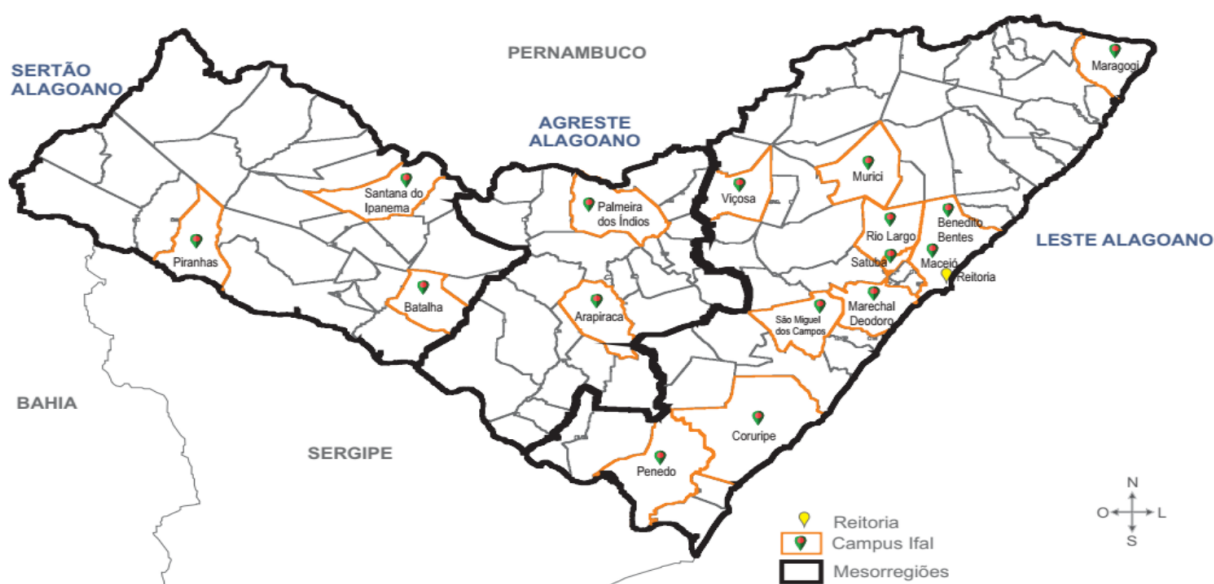 PERNAMBUCO
SERTÃO
ALAGOANO
AGRESTE
ALAGOANO
LESTE ALAGOANO
BAHIA
SERGIPE
Maragogi
Santana do
Ipanema
Piranhas
Batalha
Palmeira
dos Índios
Arapiraca
Viçosa
Murici
Rio Largo
Benedito
Bentes
Satuba
Maceió
Reitoria
São Miguel
dos Campos
Marechal
Deodoro
Coruripe
Penedo
N
O
L
S
Reitoria
Campus Ifal
Mesorregiões